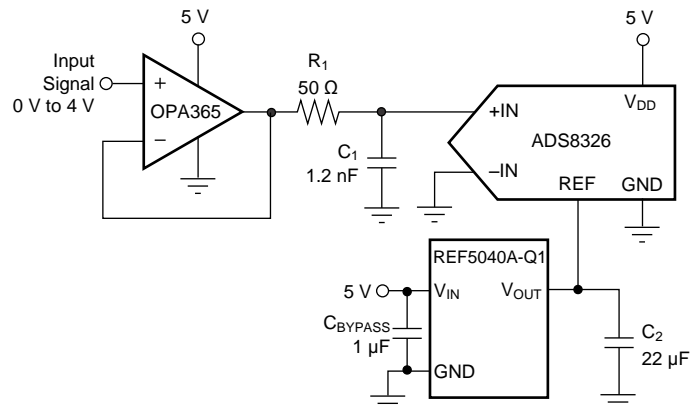 5 V
Input
Signal
0 V to 4 V
+
−
OPA365
R1
50 Ω
C1
1.2 nF
5 V
VDD
+IN
ADS8326
−IN
REF
GND
REF5040A-Q1
5 V
VIN
VOUT
CBYPASS
1 µF
GND
C2
22 µF